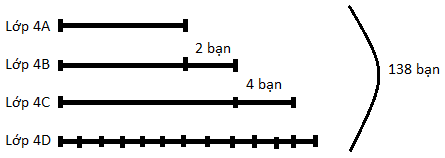 Lớp 4A
2 bạn
Lớp 4B
138 bạn
4 bạn
Lớp 4C
Lớp 4D